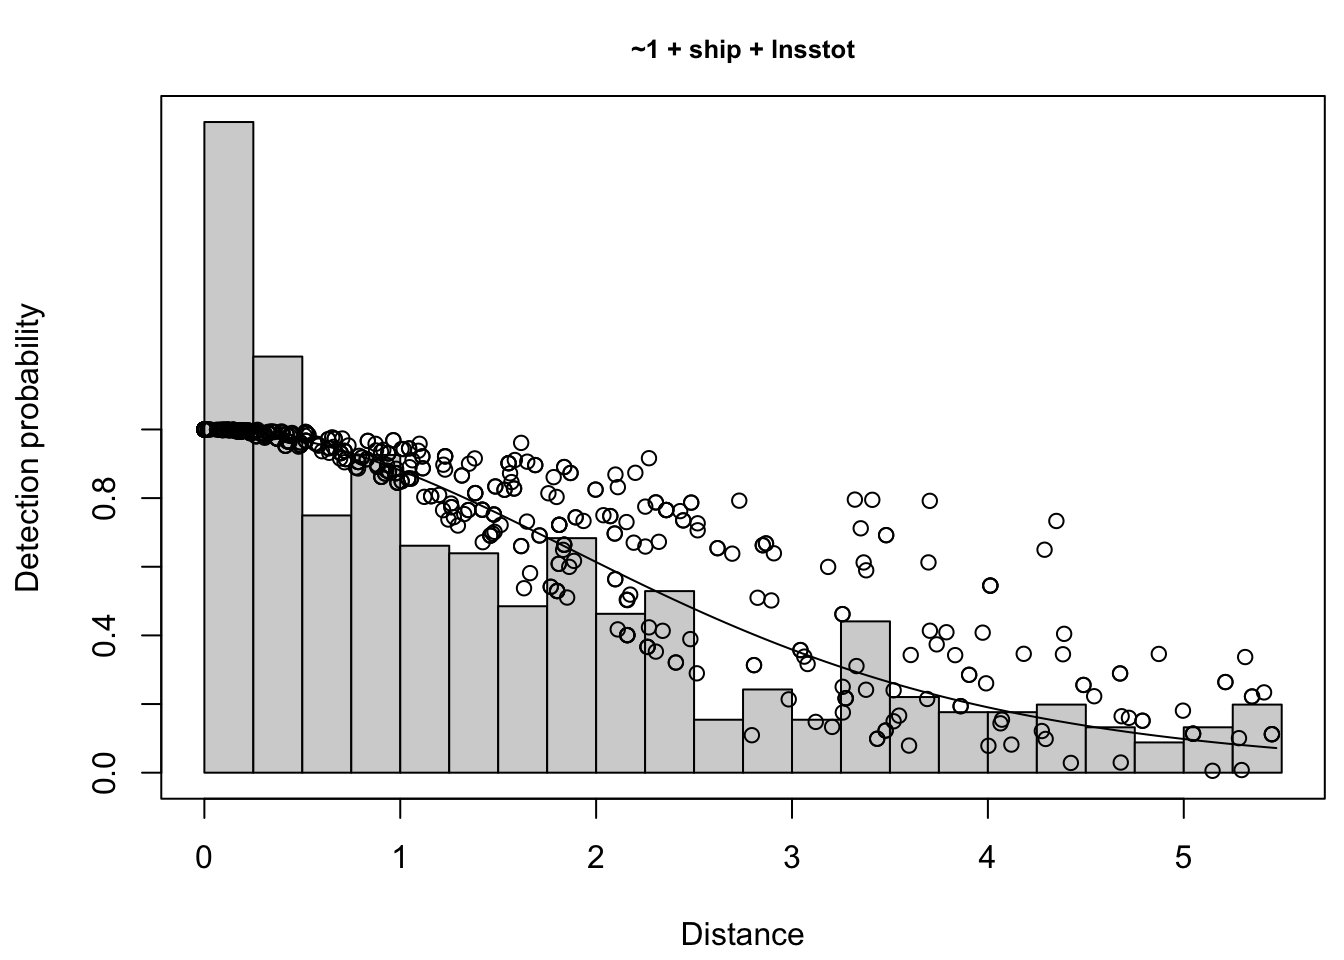 ~1 + ship + lnsstot
Detection probability
0.8
0.4
0.0
0 1 2 3 4 5
Distance